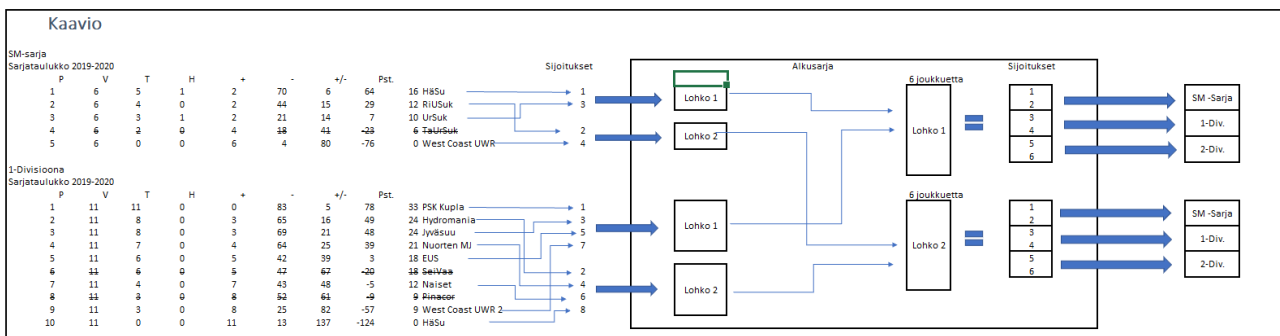 Kaavio
SM-sarja
Sarjataulukko 2019-2020 Sijoitukset Alkusarja Sijoitukset
P V T H + - +/- Pst. 6 joukkuetta
1 6 5 1 2 70 6 64 16 HäSu 1
2 6 4 0 2 44 15 29 12 RiUSuk 3
3 6 3 1 2 21 14 7 10 UrSuk
4 6 2 0 4 18 41 -23 6 TaUrSuk 2
5 6 0 0 6 4 80 -76 0 West Coast UWR 4
Lohko 1
Lohko 2
Lohko 1
1
2
3
4
5
6
SM -Sarja
1-Div.
2-Div.
1-Divisioona
Sarjataulukko 2019-2020
P V T H + - +/- Pst. 6 joukkuetta
1 11 11 0 0 83 5 78 33 PSK Kupla 1
2 11 8 0 3 65 16 49 24 Hydromania 3
3 11 8 0 3 69 21 48 24 Jyväsuu 5
4 11 7 0 4 64 25 39 21 Nuorten MJ 7
5 11 6 0 5 42 39 3 18 EUS
6 11 6 0 5 47 67 -20 18 SeiVaa 2
7 11 4 0 7 43 48 -5 12 Naiset 4
8 11 3 0 8 52 61 -9 9 Pinacor 6
9 11 3 0 8 25 82 -57 9 West Coast UWR 2 8
10 11 0 0 11 13 137 -124 0 HäSu
Lohko 1
Lohko 2
Lohko 2
1
2
3
4
5
6
SM -Sarja
1-Div.
2-Div.